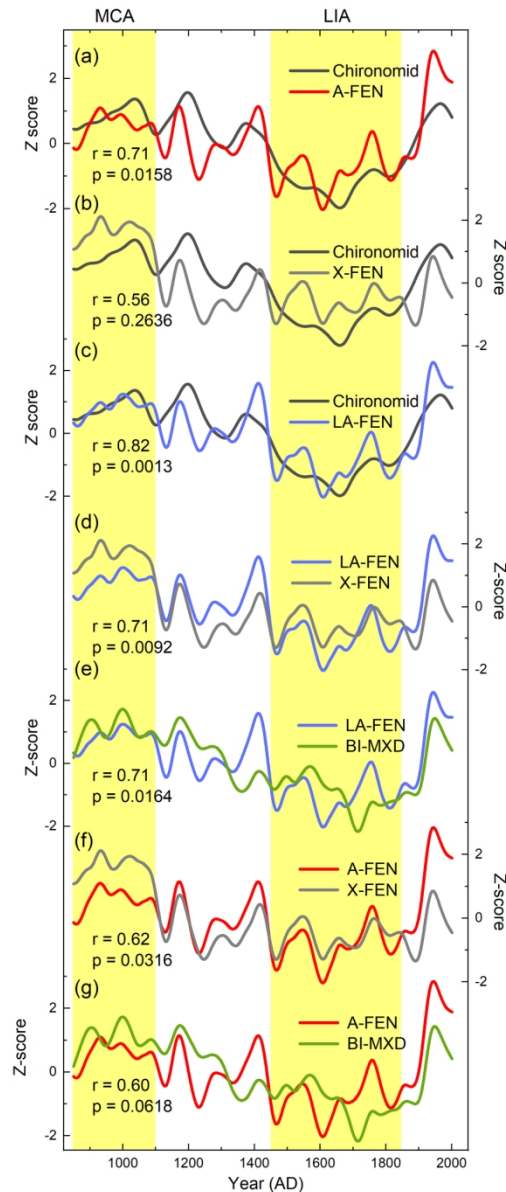 MCA LIA
(a)
Chironomid
A-FEN
r = 0.71
p = 0.0158
Z score
2
0
-2
(b)
Chironomid
X-FEN
r = 0.56
p = 0.2636
Z score
2
0
-2
(c)
Chironomid
LA-FEN
r = 0.82
p = 0.0013
Z score
2
0
-2
(d)
LA-FEN
X-FEN
r = 0.71
p = 0.0092
Z-score
2
0
-2
(e)
LA-FEN
BI-MXD
r = 0.71
p = 0.0164
Z-score
2
0
-2
(f)
A-FEN
X-FEN
r = 0.62
p = 0.0316
Z-score
2
0
-2
(g)
A-FEN
BI-MXD
r = 0.60
p = 0.0618
Z-score
2
0
-2
1000 1200 1400 1600 1800 2000
Year (AD)